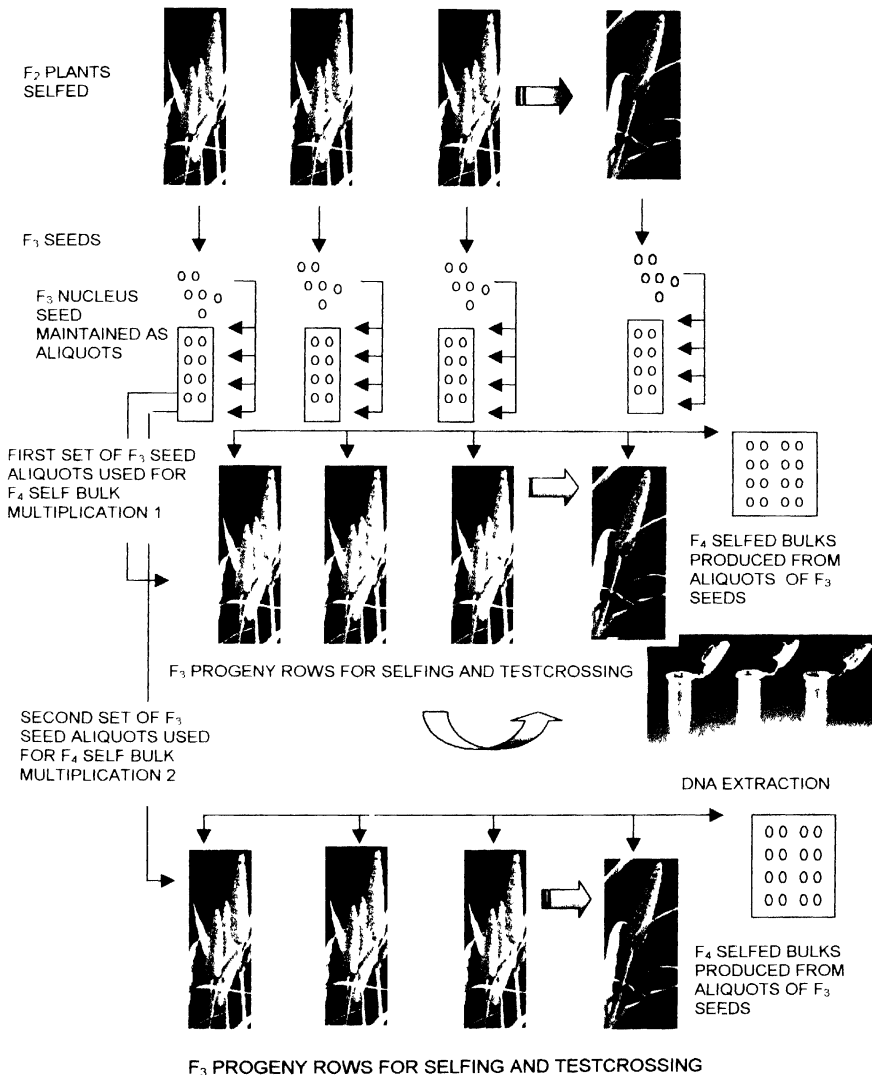 F₂ PLANTS
SELFED
F₃ SEEDS
F₃ NUCLEUS
SEED
MAINTAINED AS
ALIQUOTS
FIRST SET OF F₃ SEED
ALIQUOTS USED FOR
F₄ SELF BULK
MULTIPLICATION 1
F₄ SELFED BULKS
PRODUCED FROM
ALIQUOTS OF F₃
SEEDS
F₃ PROGENY ROWS FOR SELFING AND TESTCROSSING
SECOND SET OF F₃
SEED ALIQUOTS USED
FOR F₄ SELF BULK
MULTIPLICATION 2
DNA EXTRACTION
F₄ SELFED BULKS
PRODUCED FROM
ALIQUOTS OF F₃
SEEDS
F₃ PROGENY ROWS FOR SELFING AND TESTCROSSING